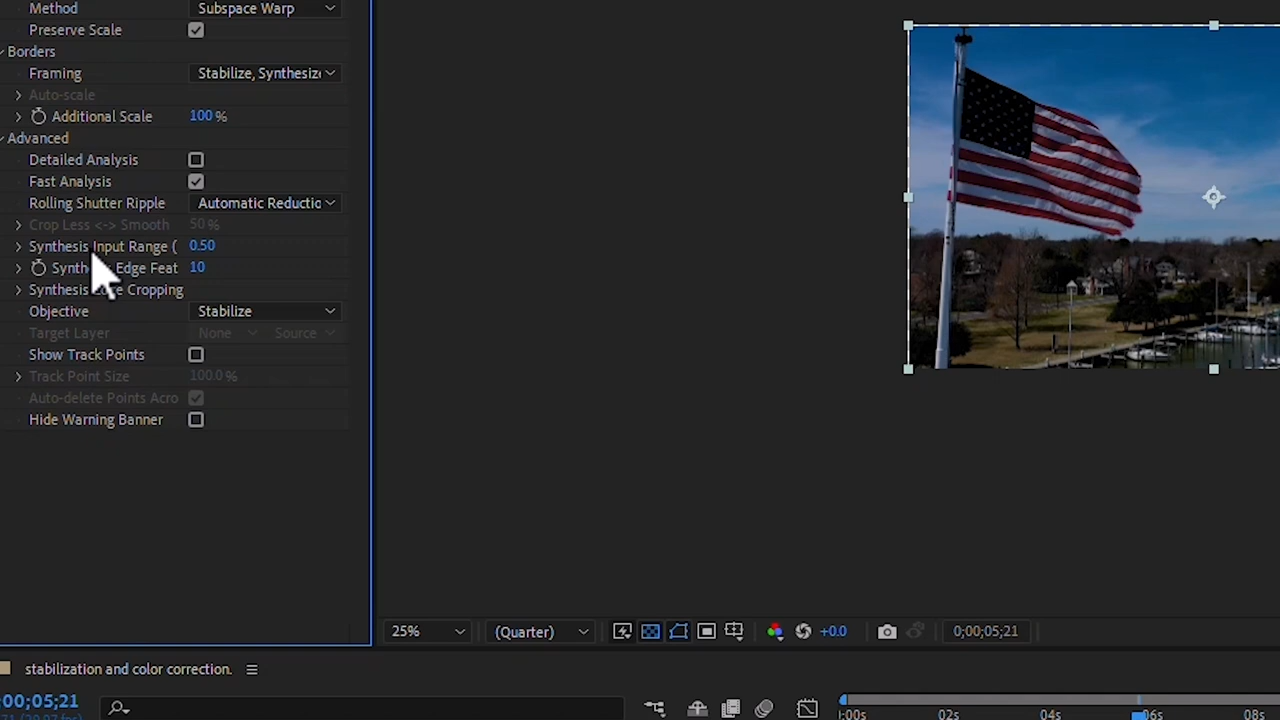 Method Subspace Warp
Preserve Scale
Borders
Framing Stabilize, Synthesiz
Auto-scale
Additional Scale 100 %
Advanced
Detailed Analysis
Fast Analysis
Rolling Shutter Ripple Automatic Reductio
Crop Less <-> Smooth 50 %
Synthesis Input Range ( 0.50
Synth Edge Feat 10
Synthesis Cropping
Objective Stabilize
Target Layer None Source
Show Track Points
Track Point Size 100.0 %
Auto-delete Points Acro
Hide Warning Banner
25% (Quarter) +0.0 0;00;05;21
stabilization and color correction.
:00;05;21
:00s 02s 04s 06s 08s